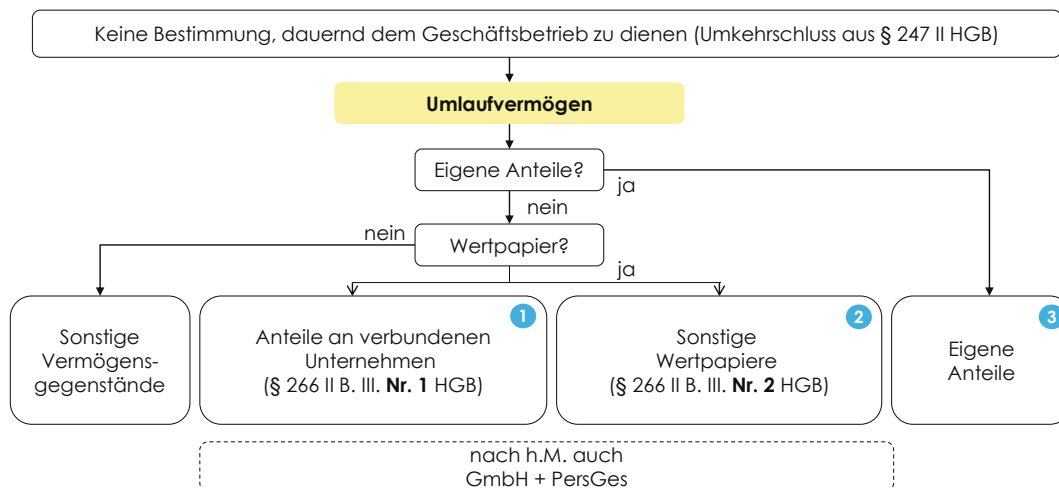 Keine Bestimmung, dauernd dem Geschäftsbetrieb zu dienen (Umkehrschluss aus § 247 II HGB)
Umlaufvermögen
Eigene Anteile?
ja
nein
nein
Wertpapier?
ja
Sonstige
Vermögens-
gegenstände
1
Anteile an verbundenen
Unternehmen
(§ 266 II B. III. Nr. 1 HGB)
2
Sonstige
Wertpapiere
(§ 266 II B. III. Nr. 2 HGB)
3
Eigene
Anteile
nach h.M. auch
GmbH + PersGes